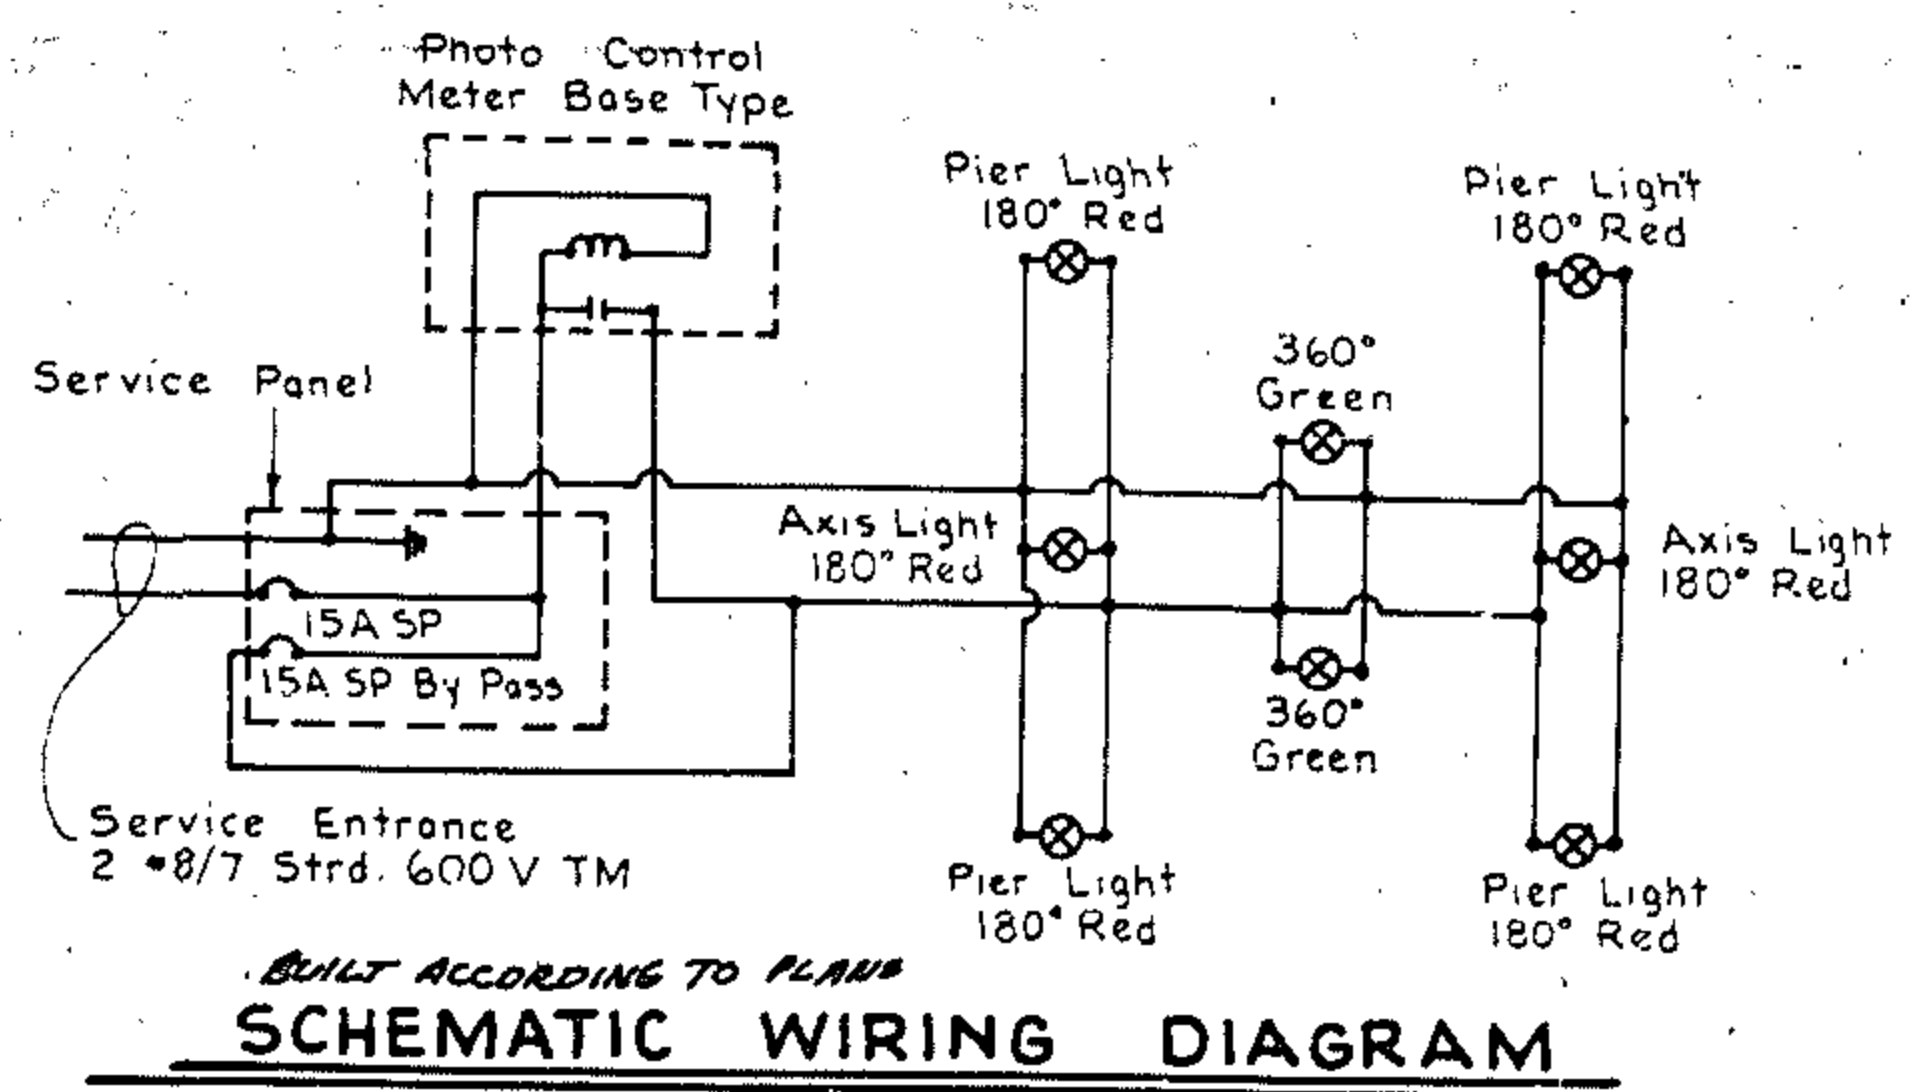 Photo Control
Meter Base Type
Pier Light
180° Red
Pier Light
180° Red
360°
Green
Service Panel
Axis Light
180° Red
Axis Light
180° Red
15A SP
15A SP By Pass
360°
Green
Service Entrance
2 #8/7 Strd. 600V TM
Pier Light
180° Red
Pier Light
180° Red
BUILT ACCORDING TO PLANS
SCHEMATIC WIRING DIAGRAM